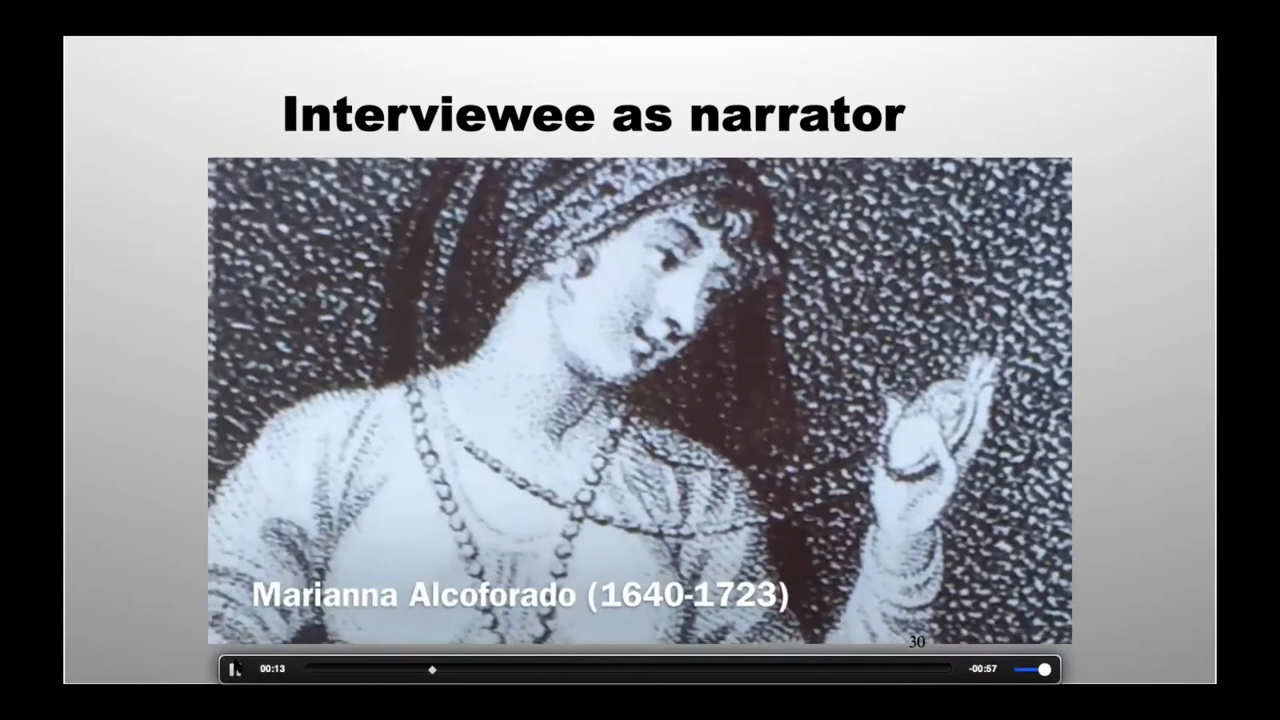 Interviewee as narrator
Marianna Alcoforado (1640-1723)
30
00:13
-00:57